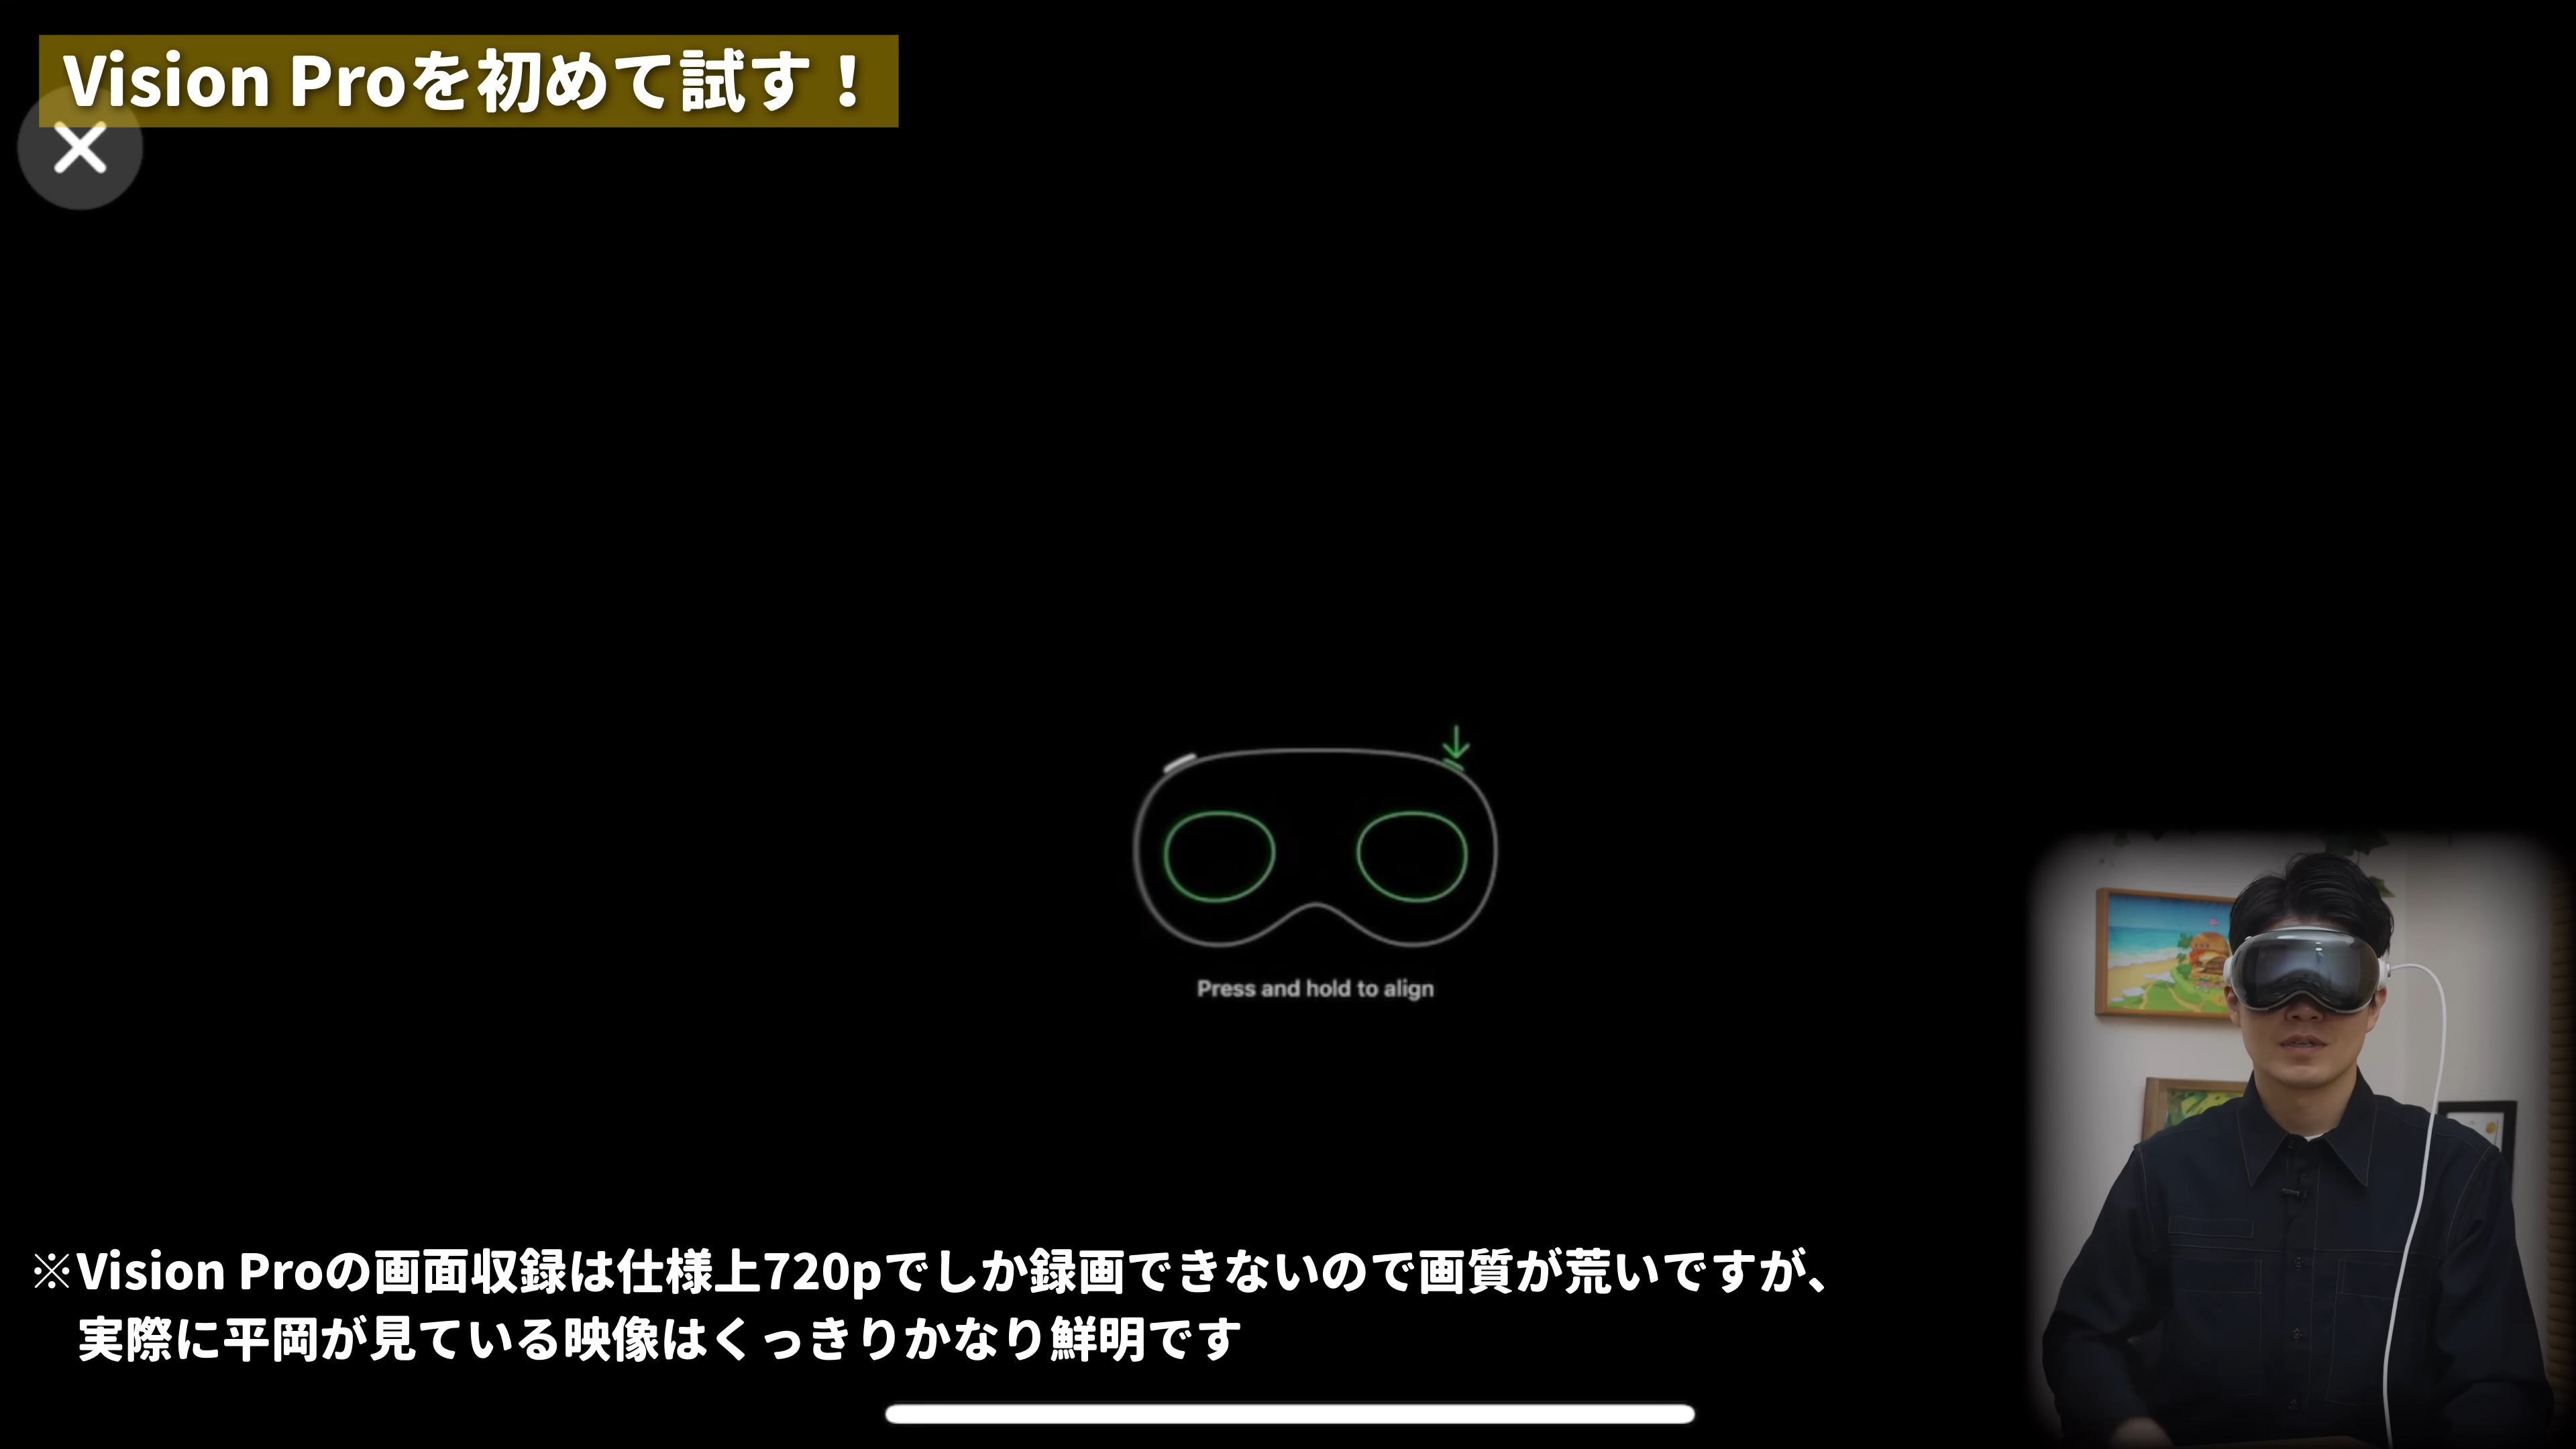 Vision Proを初めて試す！
Press and hold to align
※Vision Proの画面収録は仕様上720pでしか録画できないので画質が荒いですが、
実際に平岡が見ている映像はくっきりかなり鮮明です